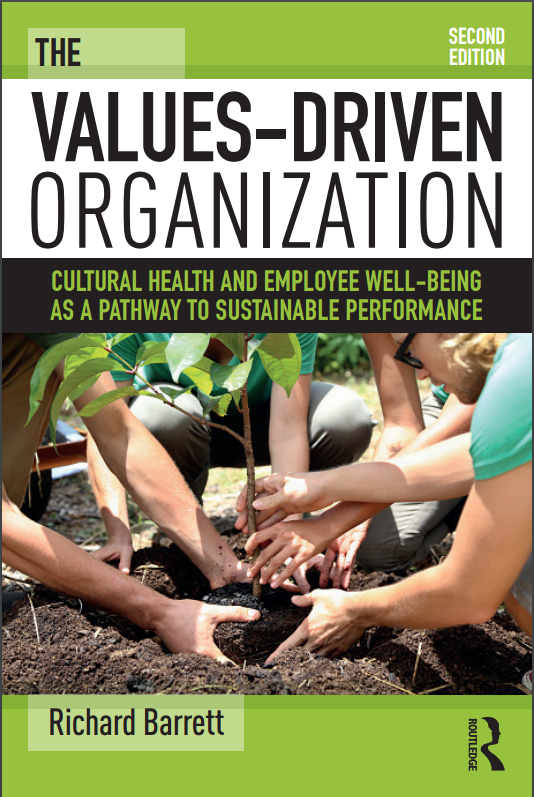 THE
SECOND
EDITION
VALUES–DRIVEN
ORGANIZATION
CULTURAL HEALTH AND EMPLOYEE WELL–BEING
AS A PATHWAY TO SUSTAINABLE PERFORMANCE
Richard Barrett
ROUTLEDGE